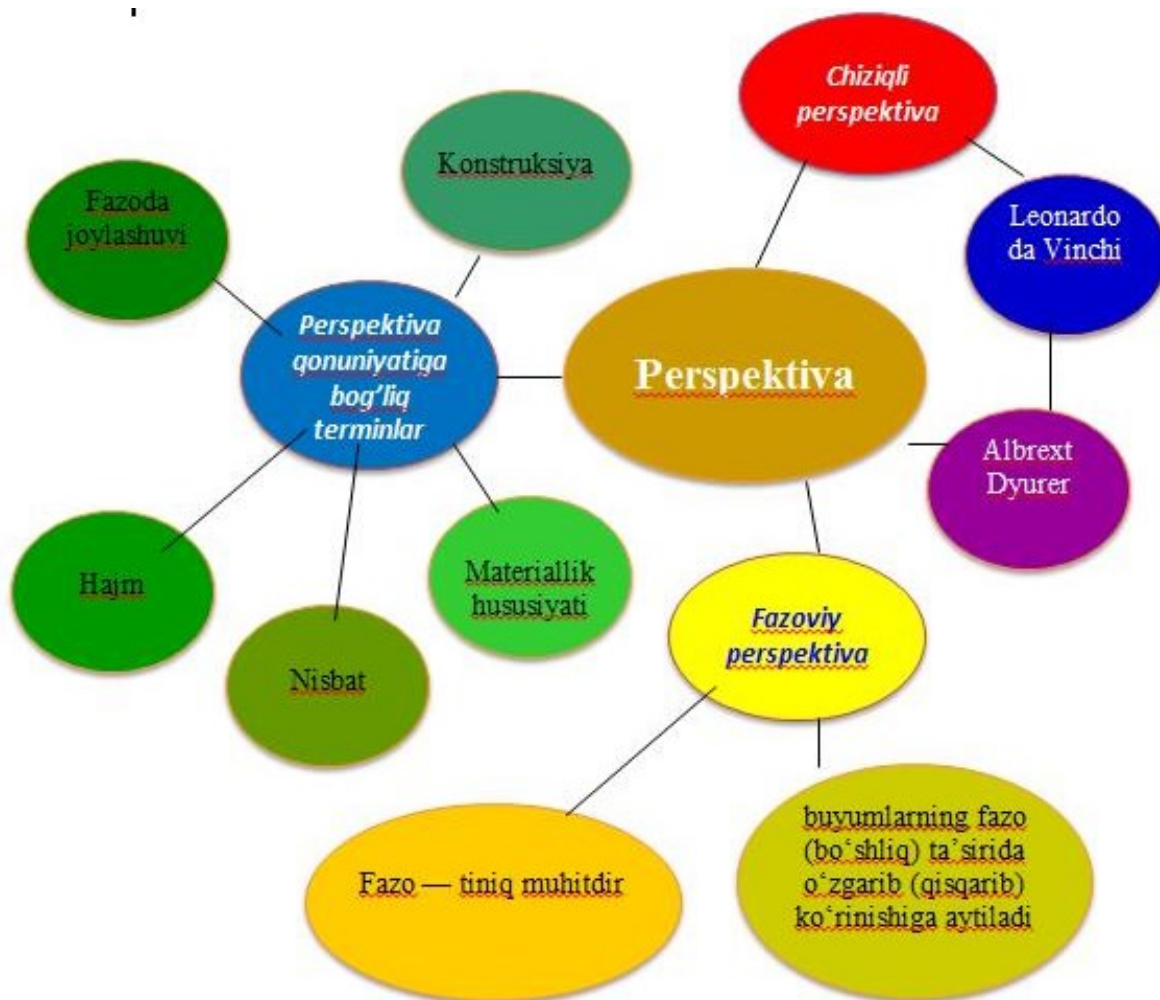 Chiziqli
perspektiva
Konstruksiya
Fazoda
joylashuvi
Leonardo
da Vinchi
Perspektiva
qonuniyatiga
bog’liq
terminlar
Perspektiva
Albrext
Dyurer
Hajm
Materiallik
hususiyati
Nisbat
Fazoviy
perspektiva
Fazo — tiniq muhitdir
buyumlarning fazo
(bo‘shliq) ta’sirida
o‘zgarib (qisqarib)
ko‘rinishiga aytiladi